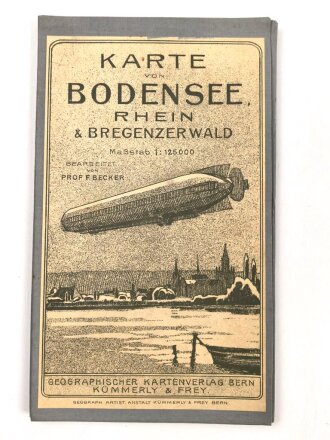 KARTE
VON
BODENSEE,
RHEIN
& BREGENZERWALD
Maßstab 1:125000
BEARBEITET
VON
PROF. F. BECKER
GEOGRAPHISCHER KARTENVERLAG BERN
KÜMMERLY & FREY.
GEOGRAPH. ARTIST. ANSTALT KÜMMERLY & FREY BERN.